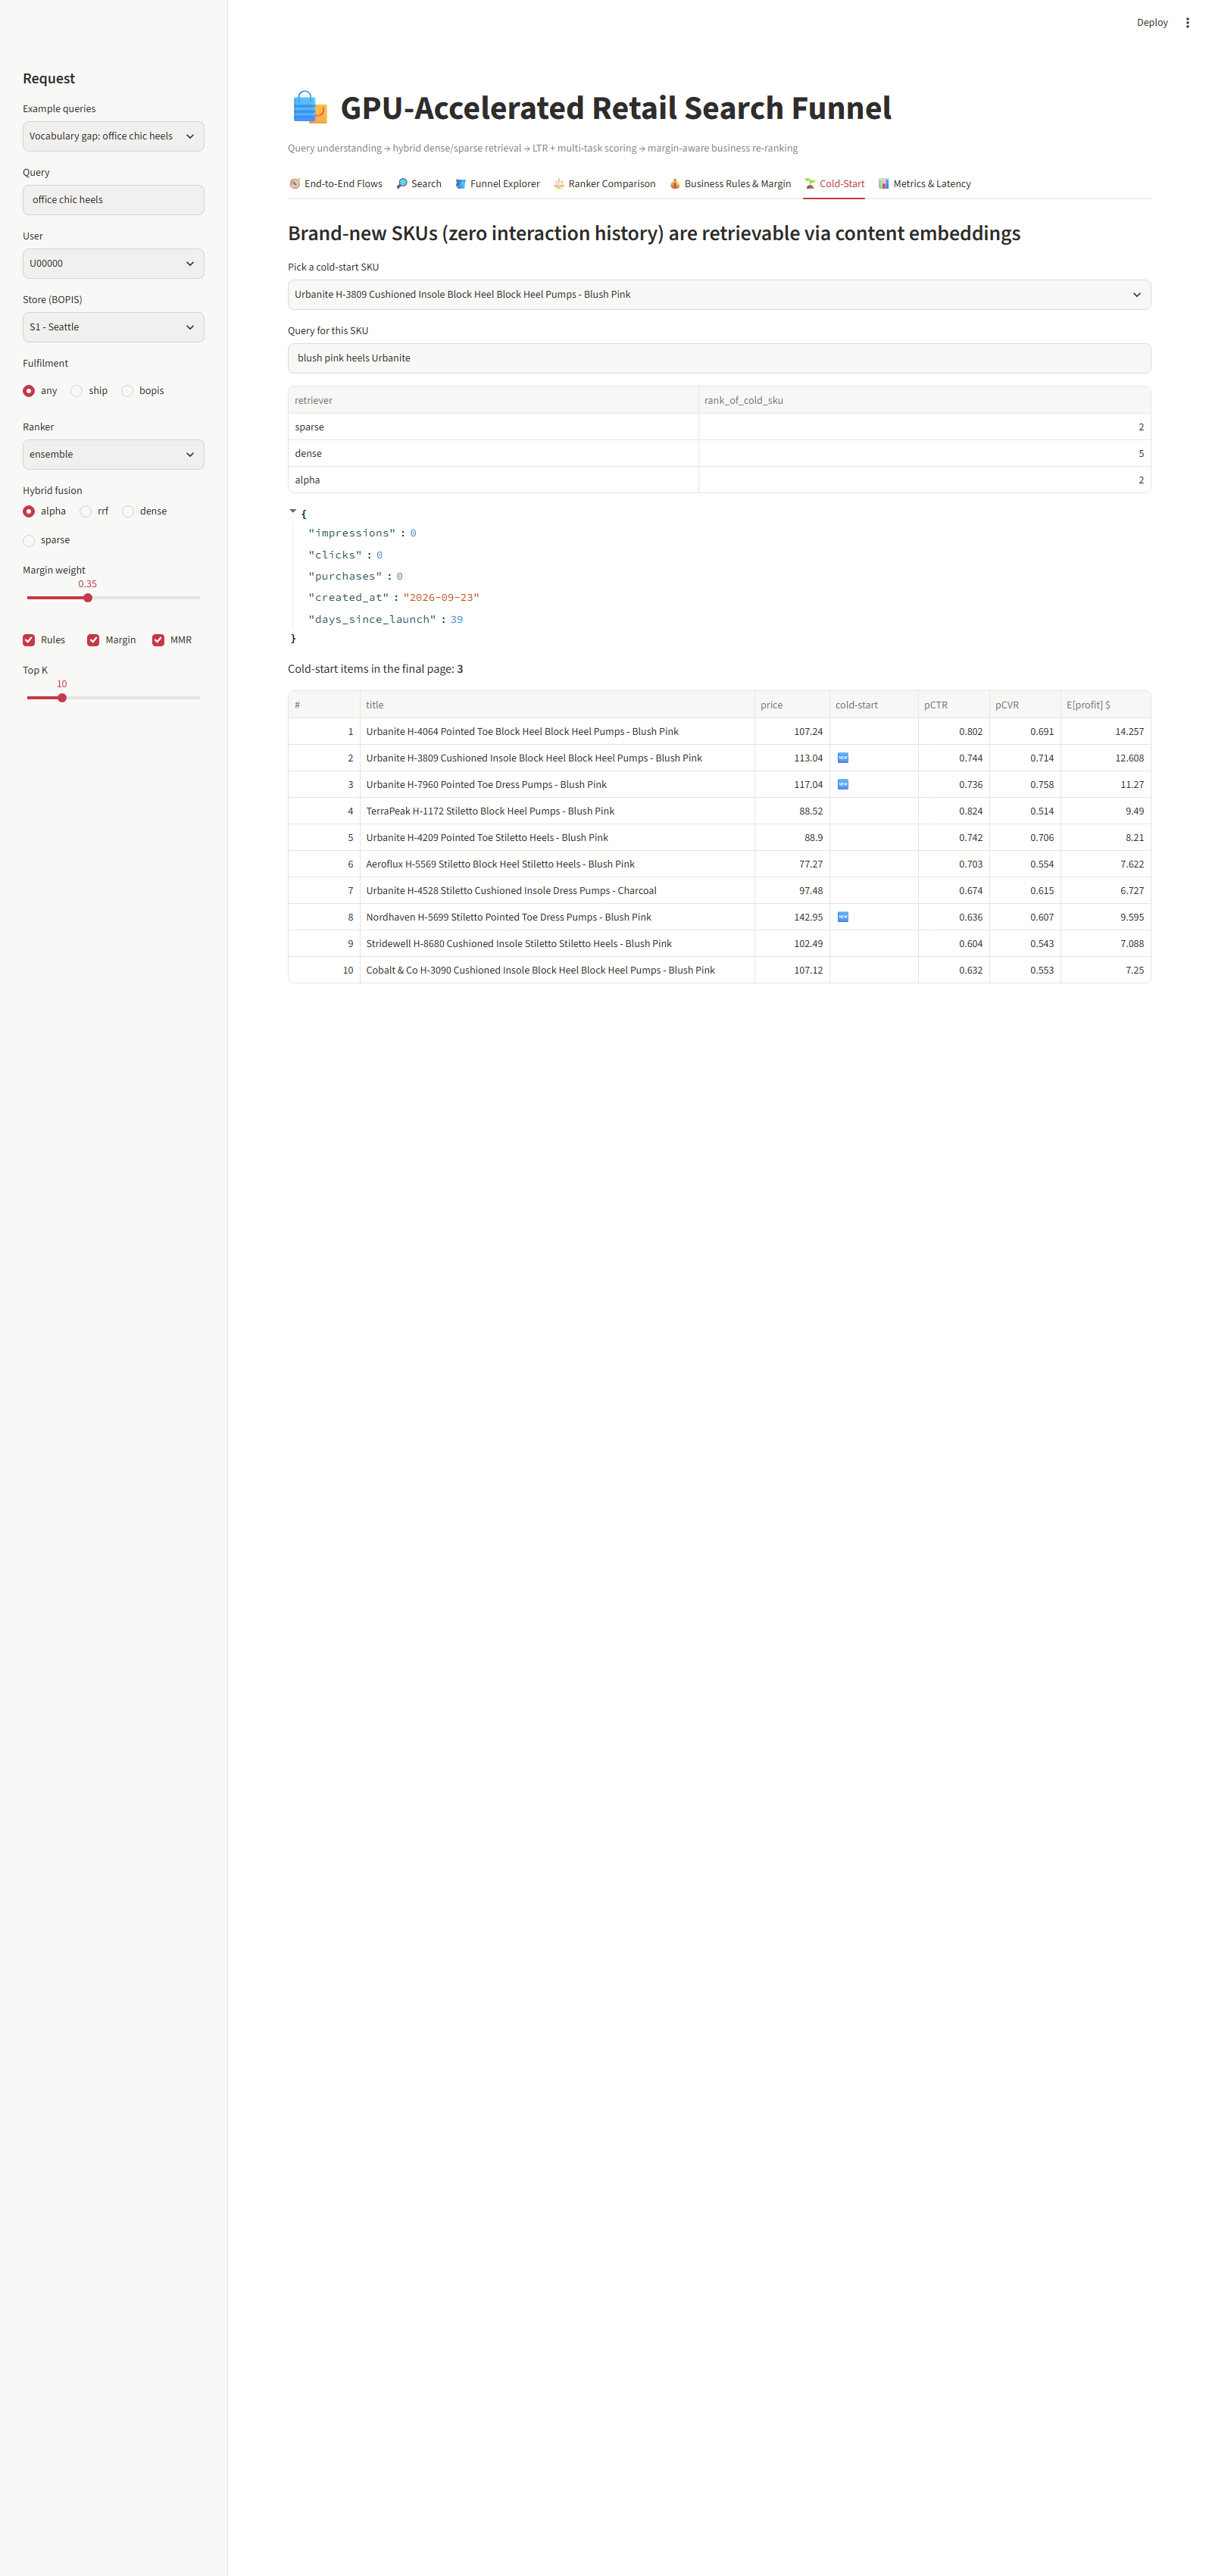 Deploy
Request
Example queries
Vocabulary gap: office chic heels
Query
office chic heels
User
U00000
Store (BOPIS)
S1 - Seattle
Fulfilment
any ship bopis
Ranker
ensemble
Hybrid fusion
alpha rrf dense
sparse
Margin weight
0.35
Rules Margin MMR
Top K
10
GPU-Accelerated Retail Search Funnel
Query understanding → hybrid dense/sparse retrieval → LTR + multi-task scoring → margin-aware business re-ranking
End-to-End Flows Search Funnel Explorer Ranker Comparison Business Rules & Margin Cold-Start Metrics & Latency
Brand-new SKUs (zero interaction history) are retrievable via content embeddings
Pick a cold-start SKU
Urbanite H-3809 Cushioned Insole Block Heel Block Heel Pumps - Blush Pink
Query for this SKU
blush pink heels Urbanite
retriever rank_of_cold_sku
sparse 2
dense 5
alpha 2
{
"impressions" : 0
"clicks" : 0
"purchases" : 0
"created_at" : "2026-09-23"
"days_since_launch" : 39
}
Cold-start items in the final page: 3
# title price cold-start pCTR pCVR E[profit] $
1 Urbanite H-4064 Pointed Toe Block Heel Block Heel Pumps - Blush Pink 107.24 0.802 0.691 14.257
2 Urbanite H-3809 Cushioned Insole Block Heel Block Heel Pumps - Blush Pink 113.04 NEW 0.744 0.714 12.608
3 Urbanite H-7960 Pointed Toe Dress Pumps - Blush Pink 117.04 NEW 0.736 0.758 11.27
4 TerraPeak H-1172 Stiletto Block Heel Pumps - Blush Pink 88.52 0.824 0.514 9.49
5 Urbanite H-4209 Pointed Toe Stiletto Heels - Blush Pink 88.9 0.742 0.706 8.21
6 Aeroflux H-5569 Stiletto Block Heel Stiletto Heels - Blush Pink 77.27 0.703 0.554 7.622
7 Urbanite H-4528 Stiletto Cushioned Insole Dress Pumps - Charcoal 97.48 0.674 0.615 6.727
8 Nordhaven H-5699 Stiletto Pointed Toe Dress Pumps - Blush Pink 142.95 NEW 0.636 0.607 9.595
9 Stridewell H-8680 Cushioned Insole Stiletto Stiletto Heels - Blush Pink 102.49 0.604 0.543 7.088
10 Cobalt & Co H-3090 Cushioned Insole Block Heel Block Heel Pumps - Blush Pink 107.12 0.632 0.553 7.25